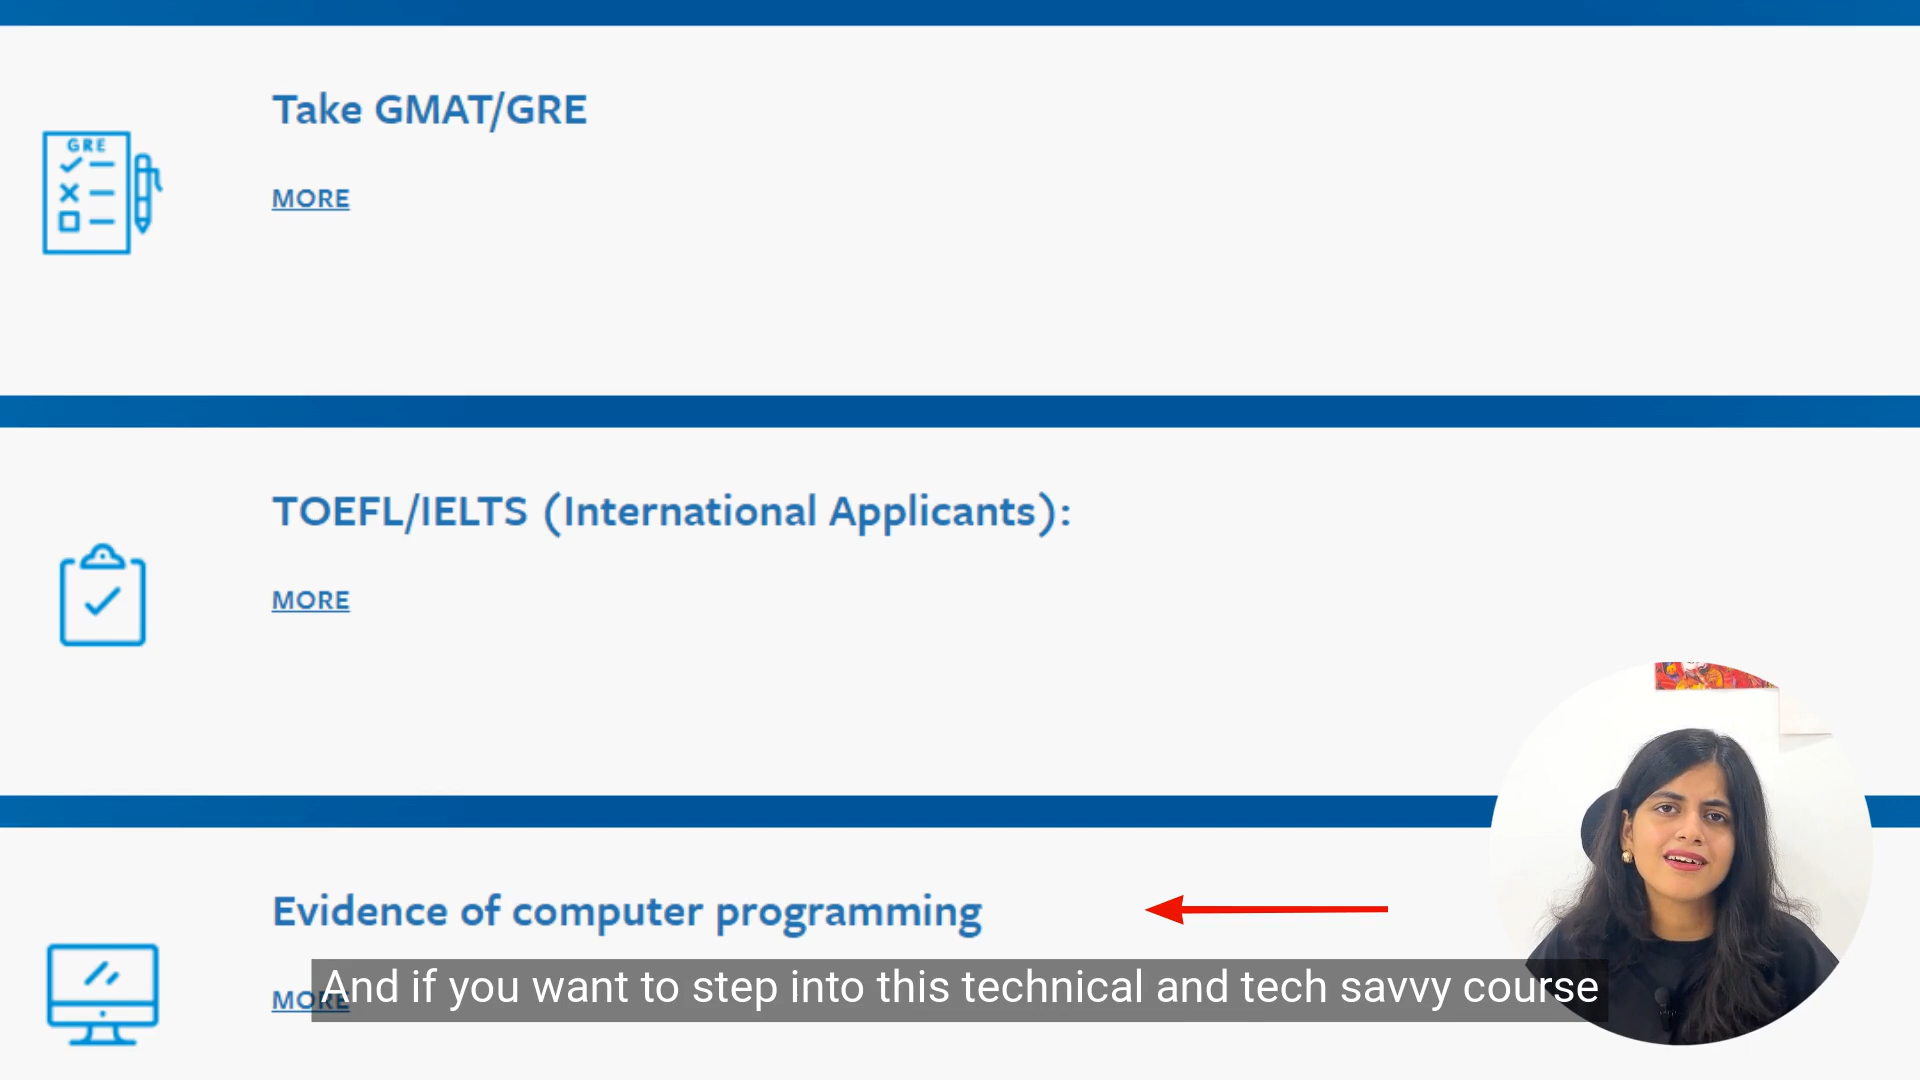 Take GMAT/GRE
GRE
MORE
TOEFL/IELTS (International Applicants):
MORE
Evidence of computer programming
MORE
And if you want to step into this technical and tech savvy course